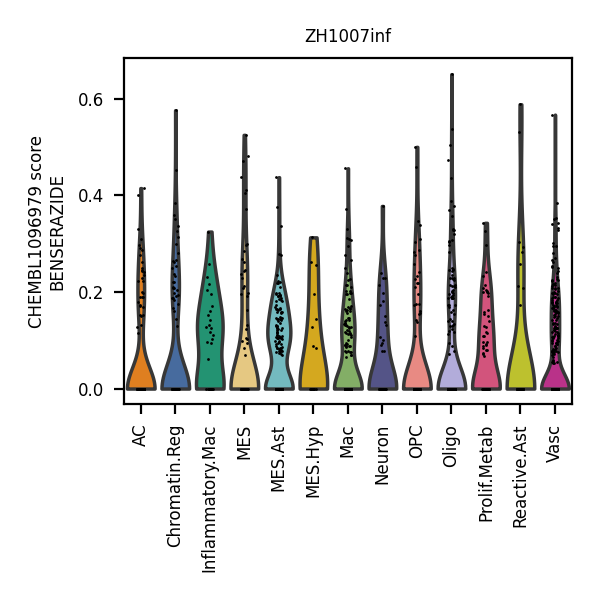 ZH1007inf
CHEMBL1096979 score
BENSERAZIDE
0.6
0.4
0.2
0.0
AC
Chromatin.Reg
Inflammatory.Mac
MES
MES.Ast
MES.Hyp
Mac
Neuron
OPC
Oligo
Prolif.Metab
Reactive.Ast
Vasc